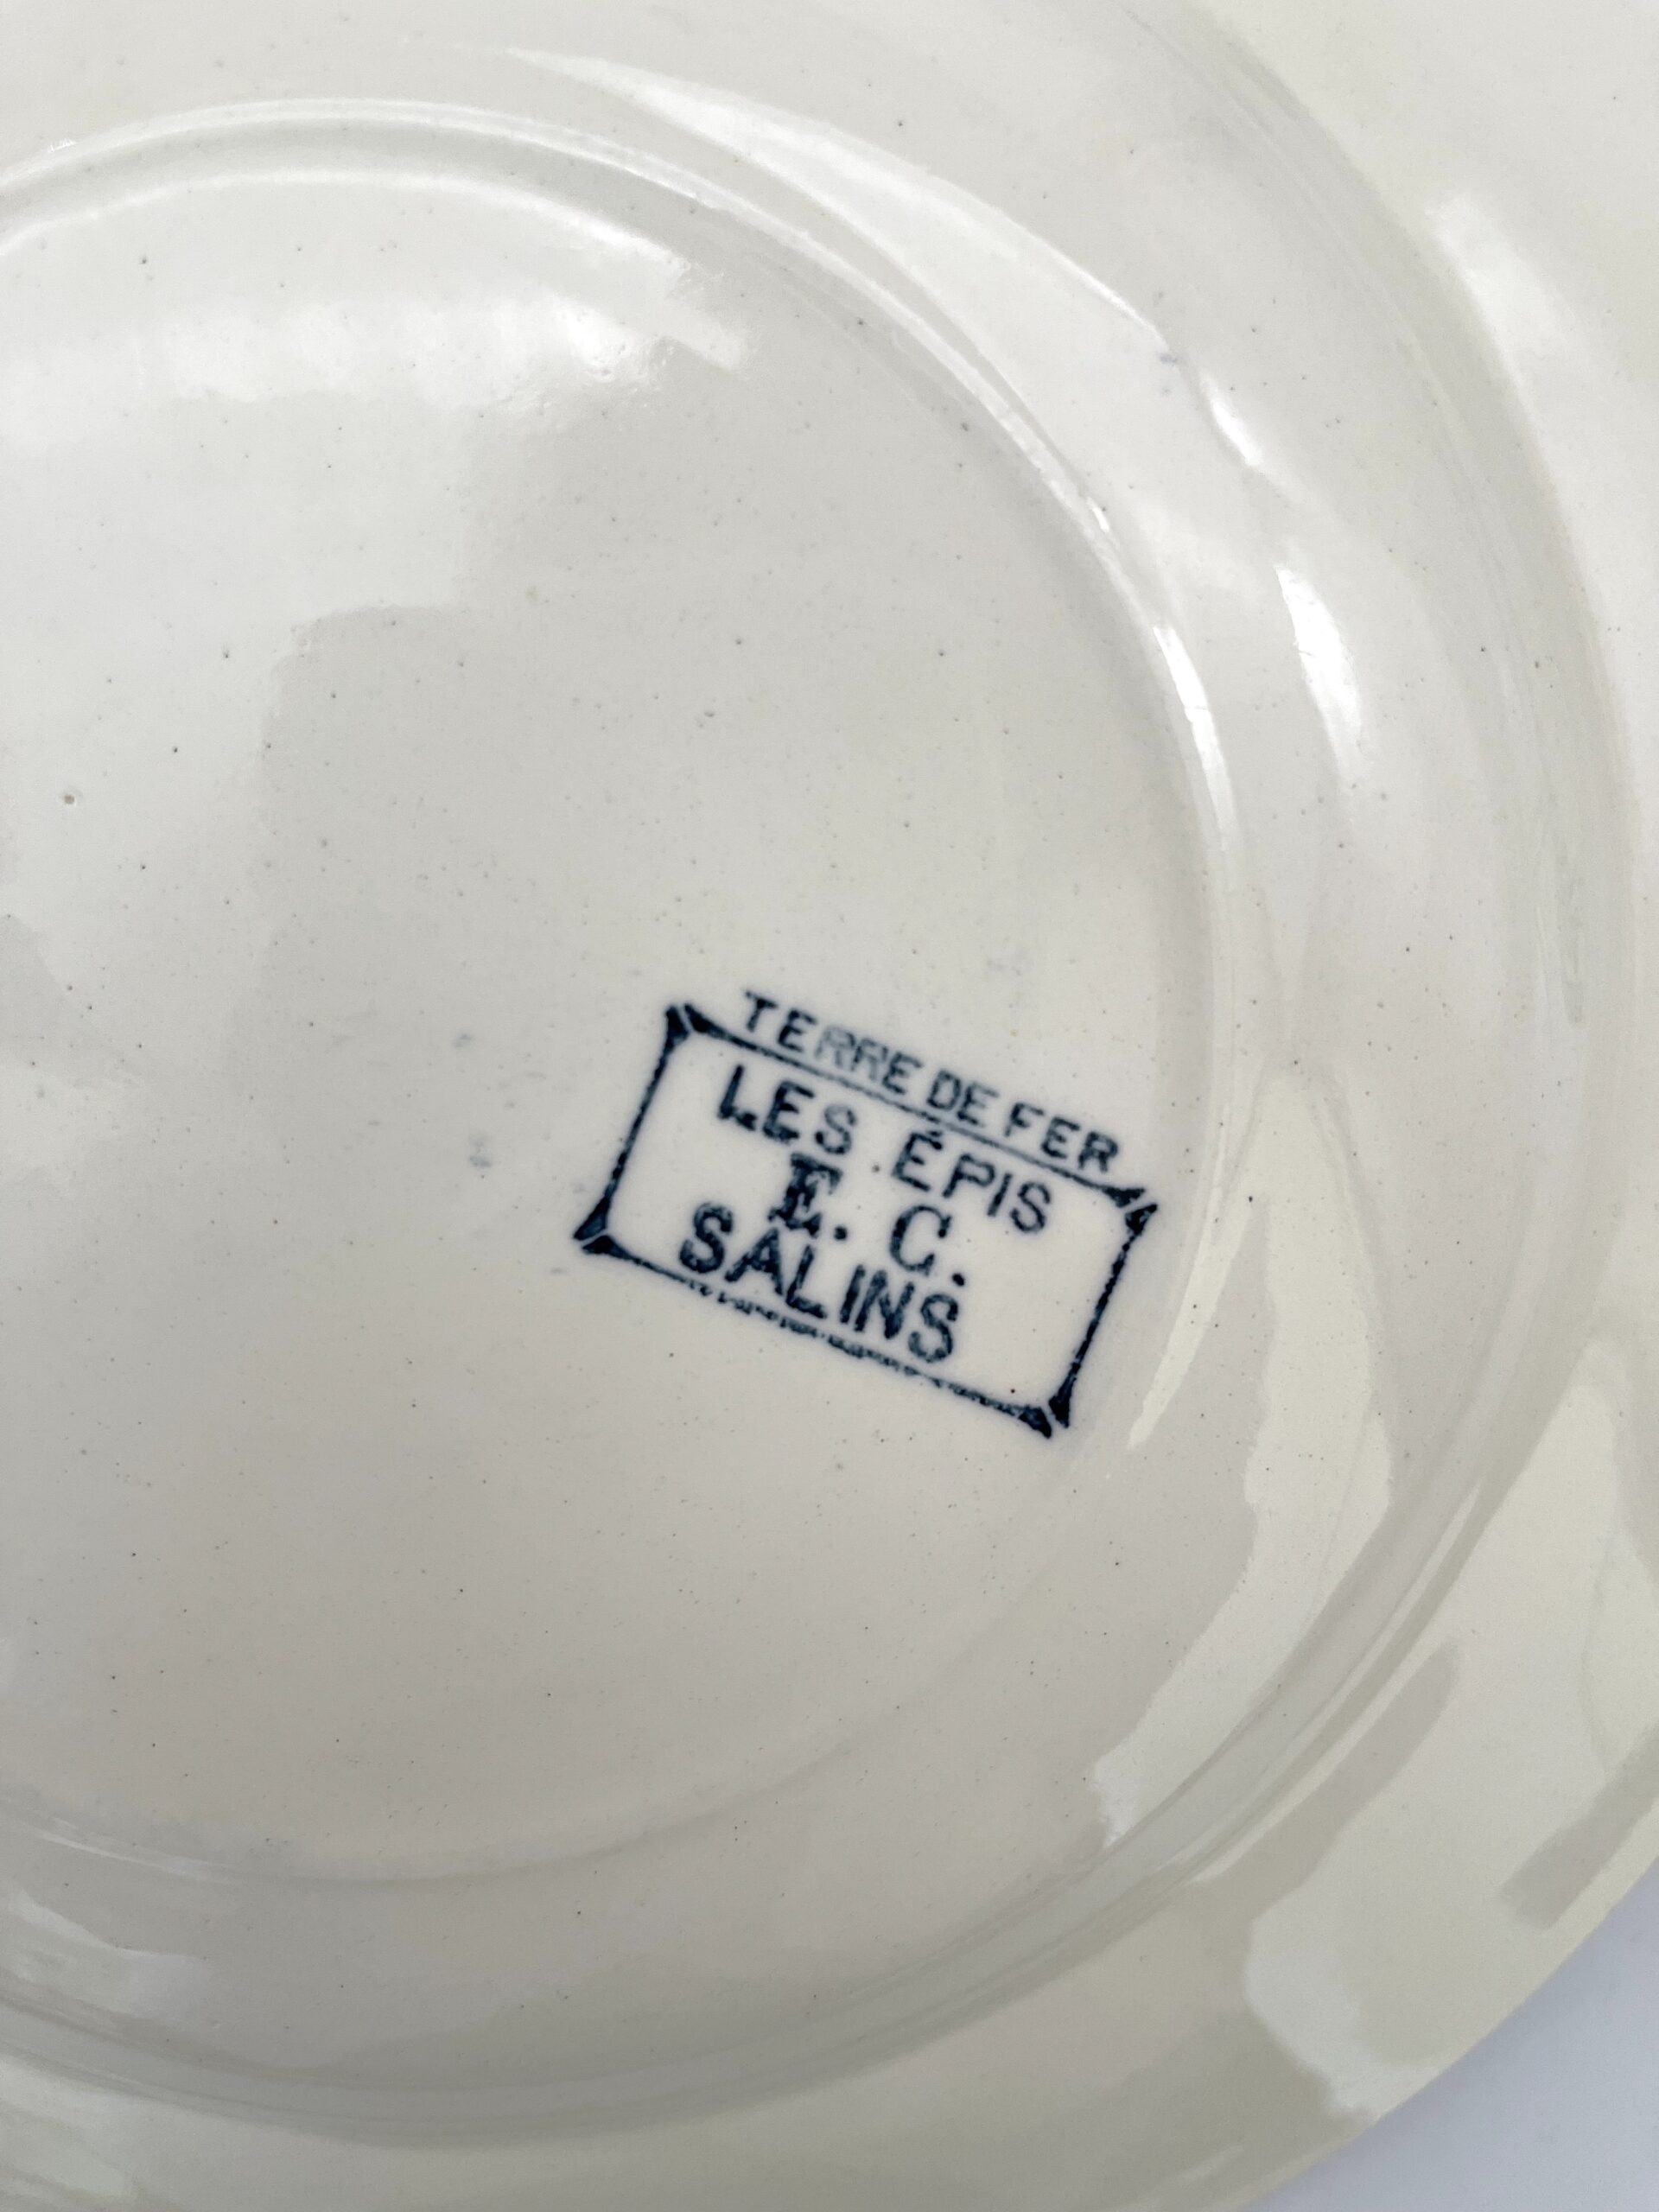 TERRE DE FER
LES ÉPIS
E. C.
SALINS